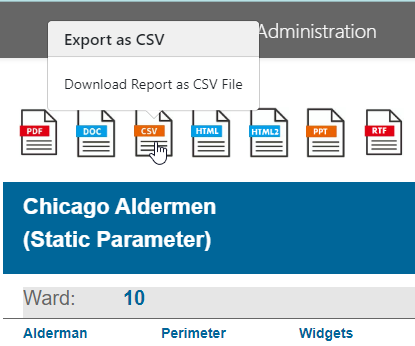 Export as CSV
Administration
Download Report as CSV File
PDF DOC CSV HTML HTML2 PPT RTF
Chicago Aldermen
(Static Parameter)
Ward: 10
Alderman Perimeter Widgets